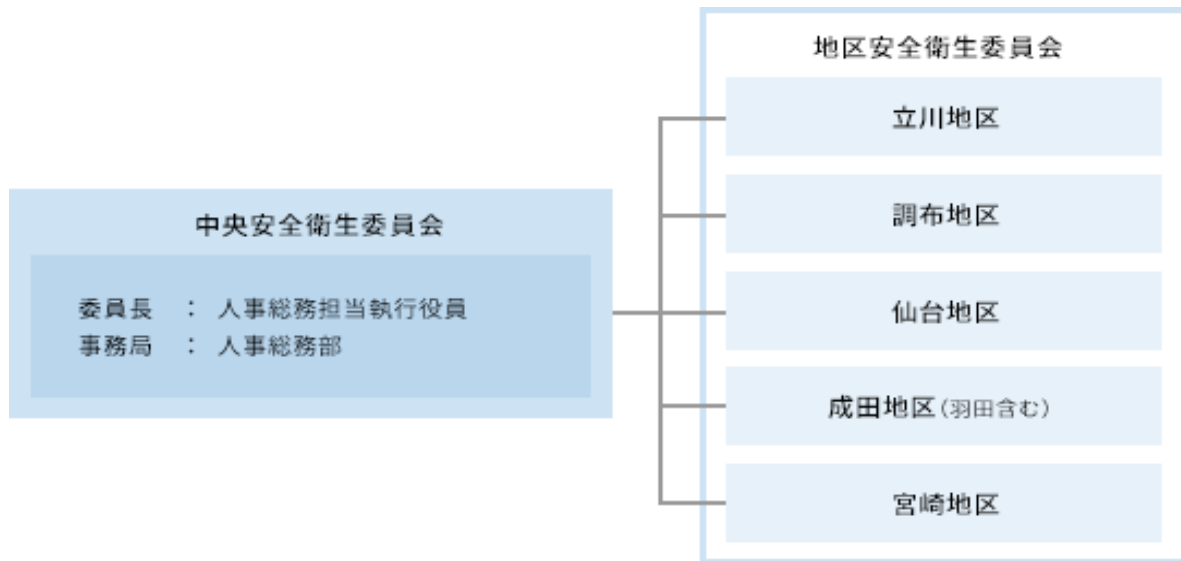 中央安全衛生委員会
委員長 : 人事総務担当執行役員
事務局 : 人事総務部
地区安全衛生委員会
立川地区
調布地区
仙台地区
成田地区(羽田含む)
宮崎地区